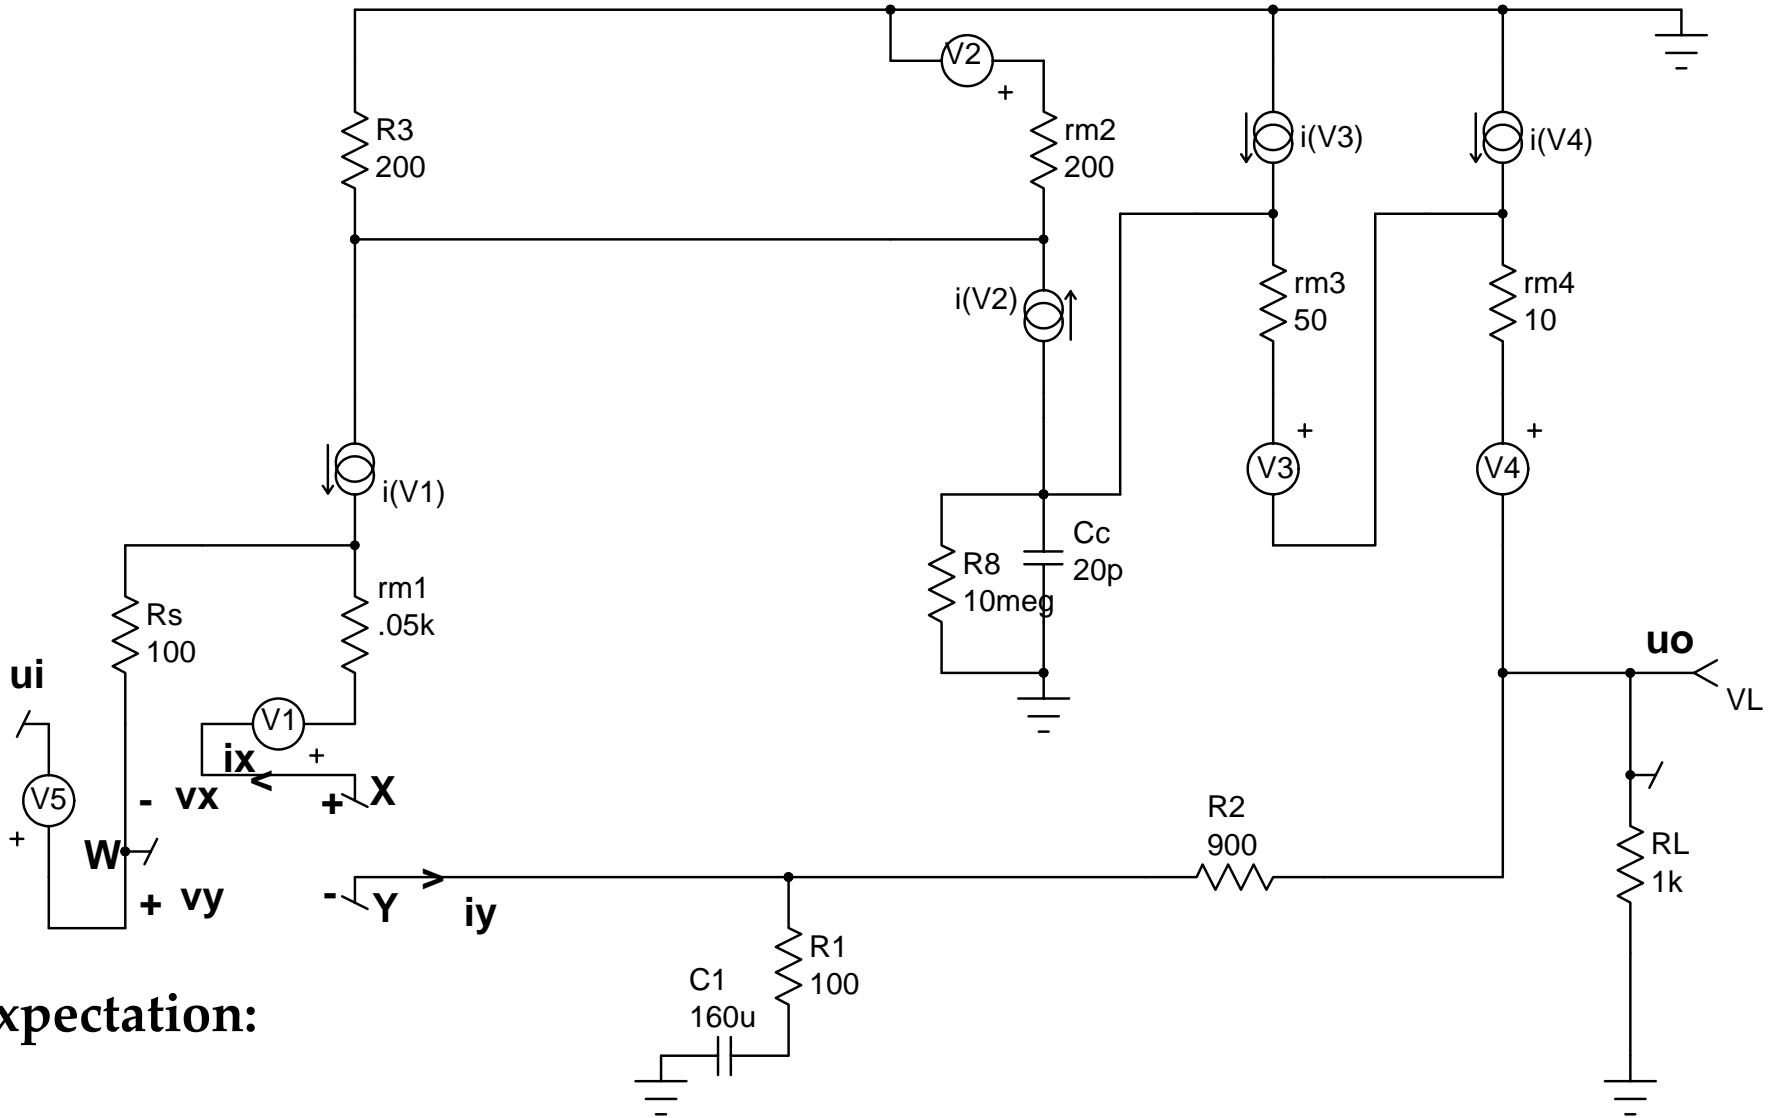 V2
+
R3
200
rm2
200
i(V3)
i(V4)
i(V2)
rm3
50
rm4
10
+
+
V3
V4
i(V1)
Cc
20p
R8
10meg
rm1
.05k
Rs
100
ui
uo
VL
V1
+
ix
- vx
+ X
V5
+
W
+ vy
- Y
iy
R2
900
RL
1k
R1
100
C1
160u
xpectation: